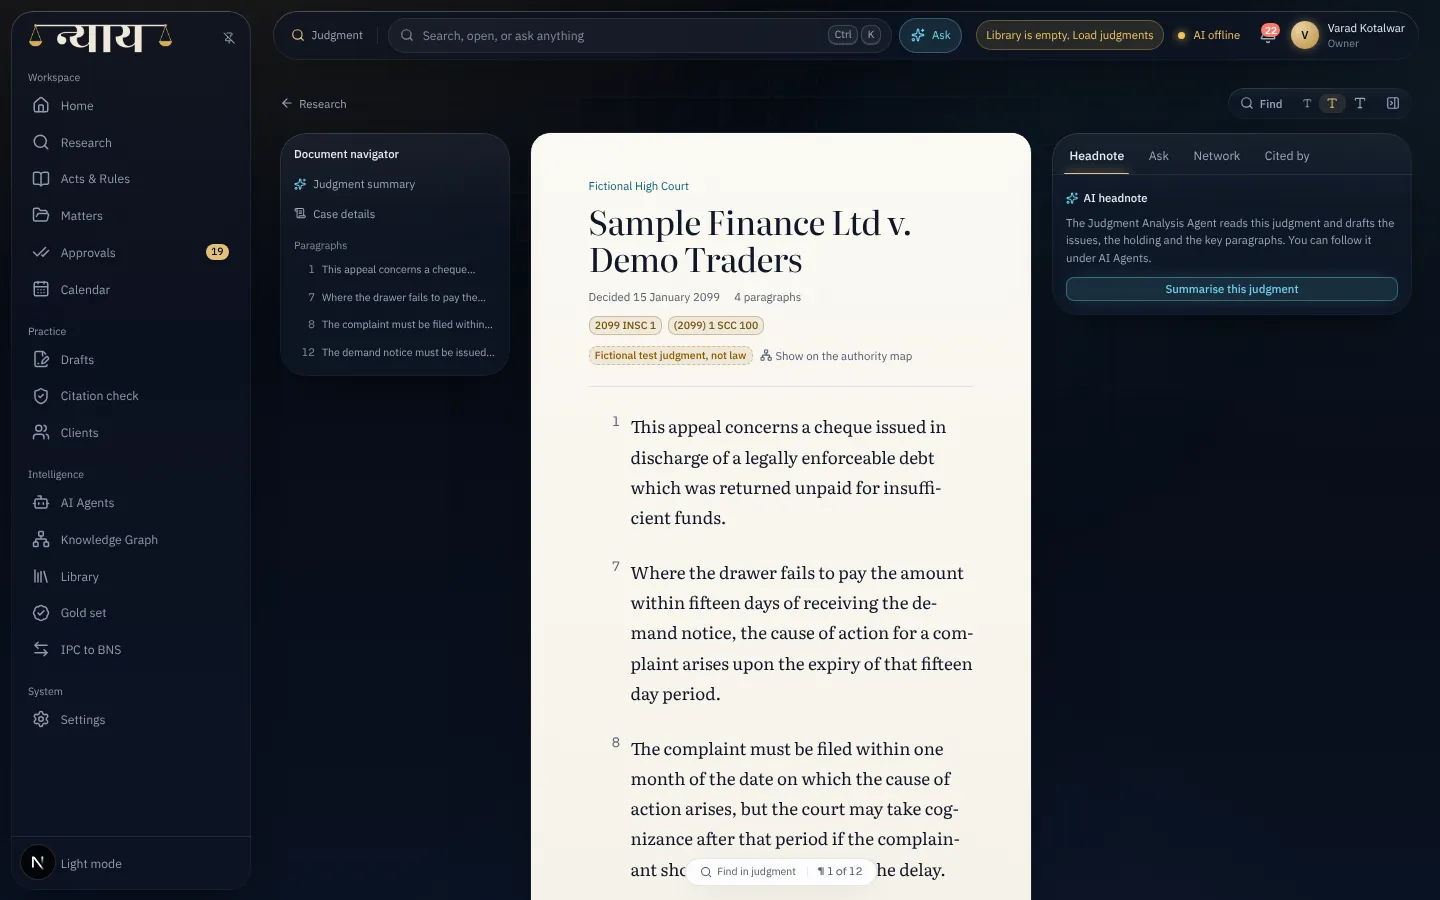 न्याय
Workspace
Home
Research
Acts & Rules
Matters
Approvals 19
Calendar
Practice
Drafts
Citation check
Clients
Intelligence
AI Agents
Knowledge Graph
Library
Gold set
IPC to BNS
System
Settings
N Light mode
Judgment Search, open, or ask anything Ctrl K Ask Library is empty. Load judgments AI offline 22 V Varad Kotalwar
Owner
Research
Find T T T
Document navigator
Judgment summary
Case details
Paragraphs
1 This appeal concerns a cheque...
7 Where the drawer fails to pay the...
8 The complaint must be filed within...
12 The demand notice must be issued...
Fictional High Court
Sample Finance Ltd v.
Demo Traders
Decided 15 January 2099 4 paragraphs
2099 INSC 1 (2099) 1 SCC 100
Fictional test judgment, not law Show on the authority map
1 This appeal concerns a cheque issued in
discharge of a legally enforceable debt
which was returned unpaid for insuffi-
cient funds.
7 Where the drawer fails to pay the amount
within fifteen days of receiving the de-
mand notice, the cause of action for a com-
plaint arises upon the expiry of that fifteen
day period.
8 The complaint must be filed within one
month of the date on which the cause of
action arises, but the court may take cog-
nizance after that period if the complain-
ant sho he delay.
Find in judgment ¶ 1 of 12
Headnote Ask Network Cited by
AI headnote
The Judgment Analysis Agent reads this judgment and drafts the
issues, the holding and the key paragraphs. You can follow it
under AI Agents.
Summarise this judgment